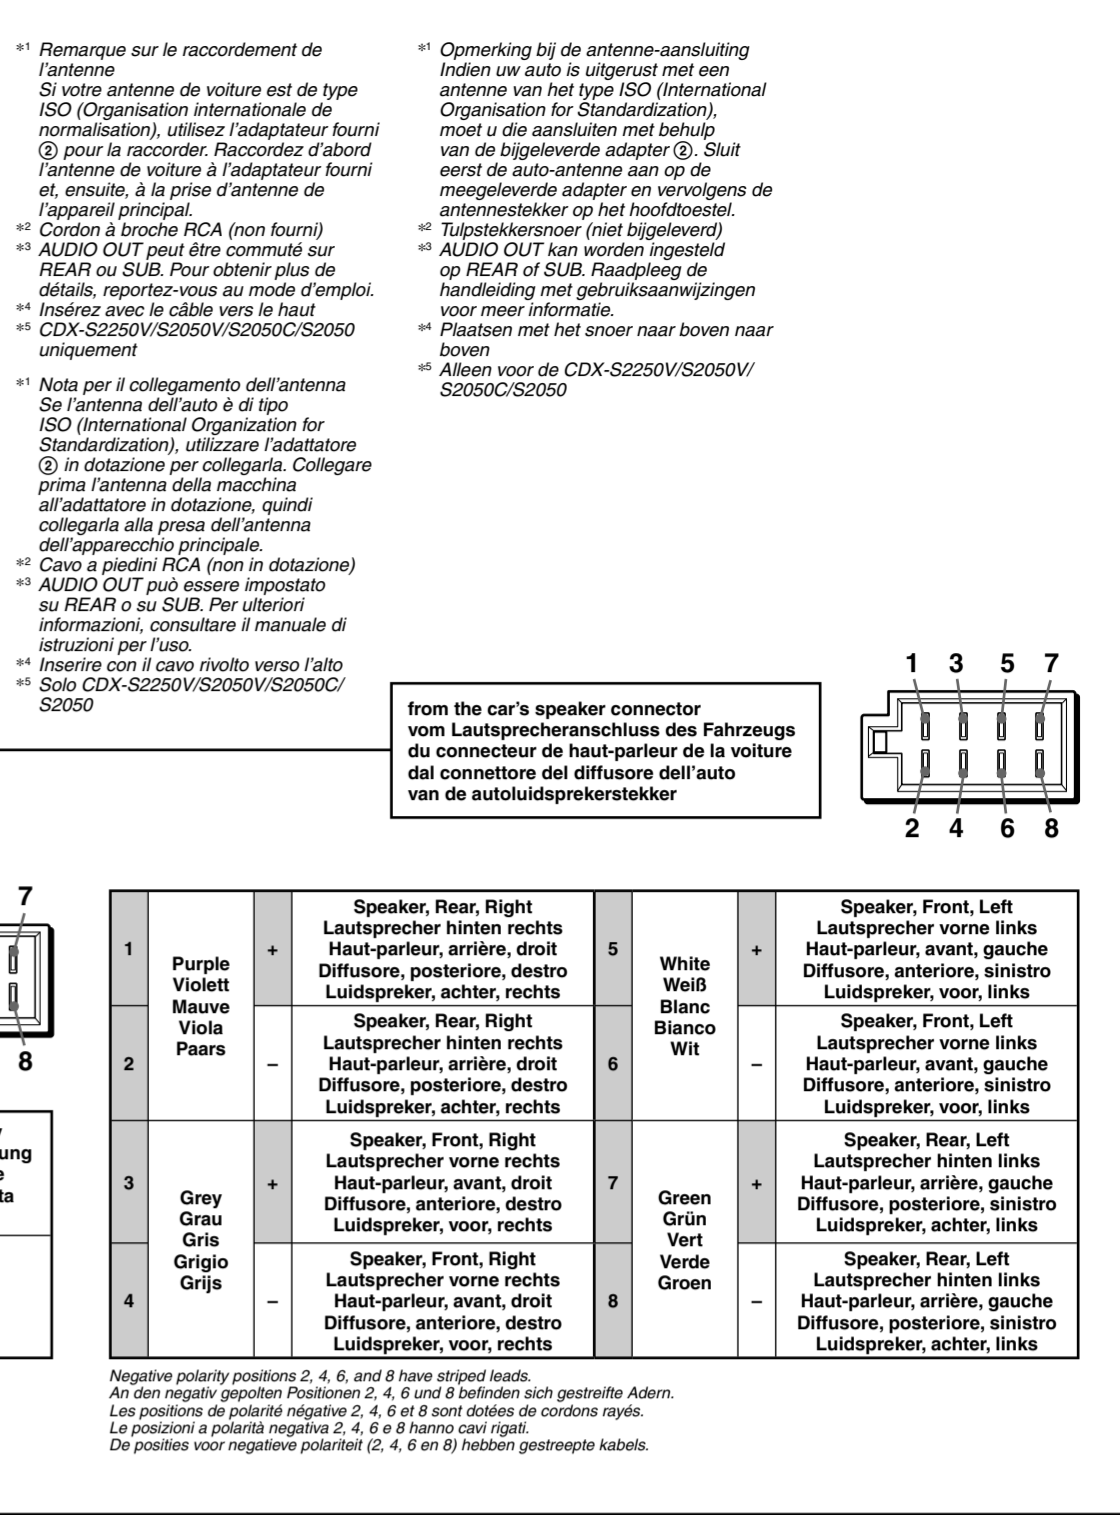 *1 Remarque sur le raccordement de
l'antenne
Si votre antenne de voiture est de type
ISO (Organisation internationale de
normalisation), utilisez l'adaptateur fourni
② pour la raccorder. Raccordez d'abord
l'antenne de voiture à l'adaptateur fourni
et, ensuite, à la prise d'antenne de
l'appareil principal.
*2 Cordon à broche RCA (non fourni)
*3 AUDIO OUT peut être commuté sur
REAR ou SUB. Pour obtenir plus de
détails, reportez-vous au mode d'emploi.
*4 Insérez avec le câble vers le haut
*5 CDX-S2250V/S2050V/S2050C/S2050
uniquement
*1 Nota per il collegamento dell'antenna
Se l'antenna dell'auto è di tipo
ISO (International Organization for
Standardization), utilizzare l'adattatore
② in dotazione per collegarla. Collegare
prima l'antenna della macchina
all'adattatore in dotazione, quindi
collegarla alla presa dell'antenna
dell'apparecchio principale.
*2 Cavo a piedini RCA (non in dotazione)
*3 AUDIO OUT può essere impostato
su REAR o su SUB. Per ulteriori
informazioni, consultare il manuale di
istruzioni per l'uso.
*4 Inserire con il cavo rivolto verso l'alto
*5 Solo CDX-S2250V/S2050V/S2050C/
S2050
*1 Opmerking bij de antenne-aansluiting
Indien uw auto is uitgerust met een
antenne van het type ISO (International
Organisation for Standardization),
moet u die aansluiten met behulp
van de bijgeleverde adapter ②. Sluit
eerst de auto-antenne aan op de
meegeleverde adapter en vervolgens de
antennestekker op het hoofdtoestel.
*2 Tulpstekkersnoer (niet bijgeleverd)
*3 AUDIO OUT kan worden ingesteld
op REAR of SUB. Raadpleeg de
handleiding met gebruiksaanwijzingen
voor meer informatie.
*4 Plaatsen met het snoer naar boven naar
boven
*5 Alleen voor de CDX-S2250V/S2050V/
S2050C/S2050
from the car's speaker connector
vom Lautsprecheranschluss des Fahrzeugs
du connecteur de haut-parleur de la voiture
dal connettore del diffusore dell'auto
van de autoluidsprekerstekker
1 3 5 7
2 4 6 8
7
8
ung
e
ta
1
Purple
Violett
Mauve
Viola
Paars
+
Speaker, Rear, Right
Lautsprecher hinten rechts
Haut-parleur, arrière, droit
Diffusore, posteriore, destro
Luidspreker, achter, rechts
2
–
Speaker, Rear, Right
Lautsprecher hinten rechts
Haut-parleur, arrière, droit
Diffusore, posteriore, destro
Luidspreker, achter, rechts
3
Grey
Grau
Gris
Grigio
Grijs
+
Speaker, Front, Right
Lautsprecher vorne rechts
Haut-parleur, avant, droit
Diffusore, anteriore, destro
Luidspreker, voor, rechts
4
–
Speaker, Front, Right
Lautsprecher vorne rechts
Haut-parleur, avant, droit
Diffusore, anteriore, destro
Luidspreker, voor, rechts
5
White
Weiß
Blanc
Bianco
Wit
+
Speaker, Front, Left
Lautsprecher vorne links
Haut-parleur, avant, gauche
Diffusore, anteriore, sinistro
Luidspreker, voor, links
6
–
Speaker, Front, Left
Lautsprecher vorne links
Haut-parleur, avant, gauche
Diffusore, anteriore, sinistro
Luidspreker, voor, links
7
Green
Grün
Vert
Verde
Groen
+
Speaker, Rear, Left
Lautsprecher hinten links
Haut-parleur, arrière, gauche
Diffusore, posteriore, sinistro
Luidspreker, achter, links
8
–
Speaker, Rear, Left
Lautsprecher hinten links
Haut-parleur, arrière, gauche
Diffusore, posteriore, sinistro
Luidspreker, achter, links
Negative polarity positions 2, 4, 6, and 8 have striped leads.
An den negativ gepolten Positionen 2, 4, 6 und 8 befinden sich gestreifte Adern.
Les positions de polarité négative 2, 4, 6 et 8 sont dotées de cordons rayés.
Le posizioni a polarità negativa 2, 4, 6 e 8 hanno cavi rigati.
De posities voor negatieve polariteit (2, 4, 6 en 8) hebben gestreepte kabels.